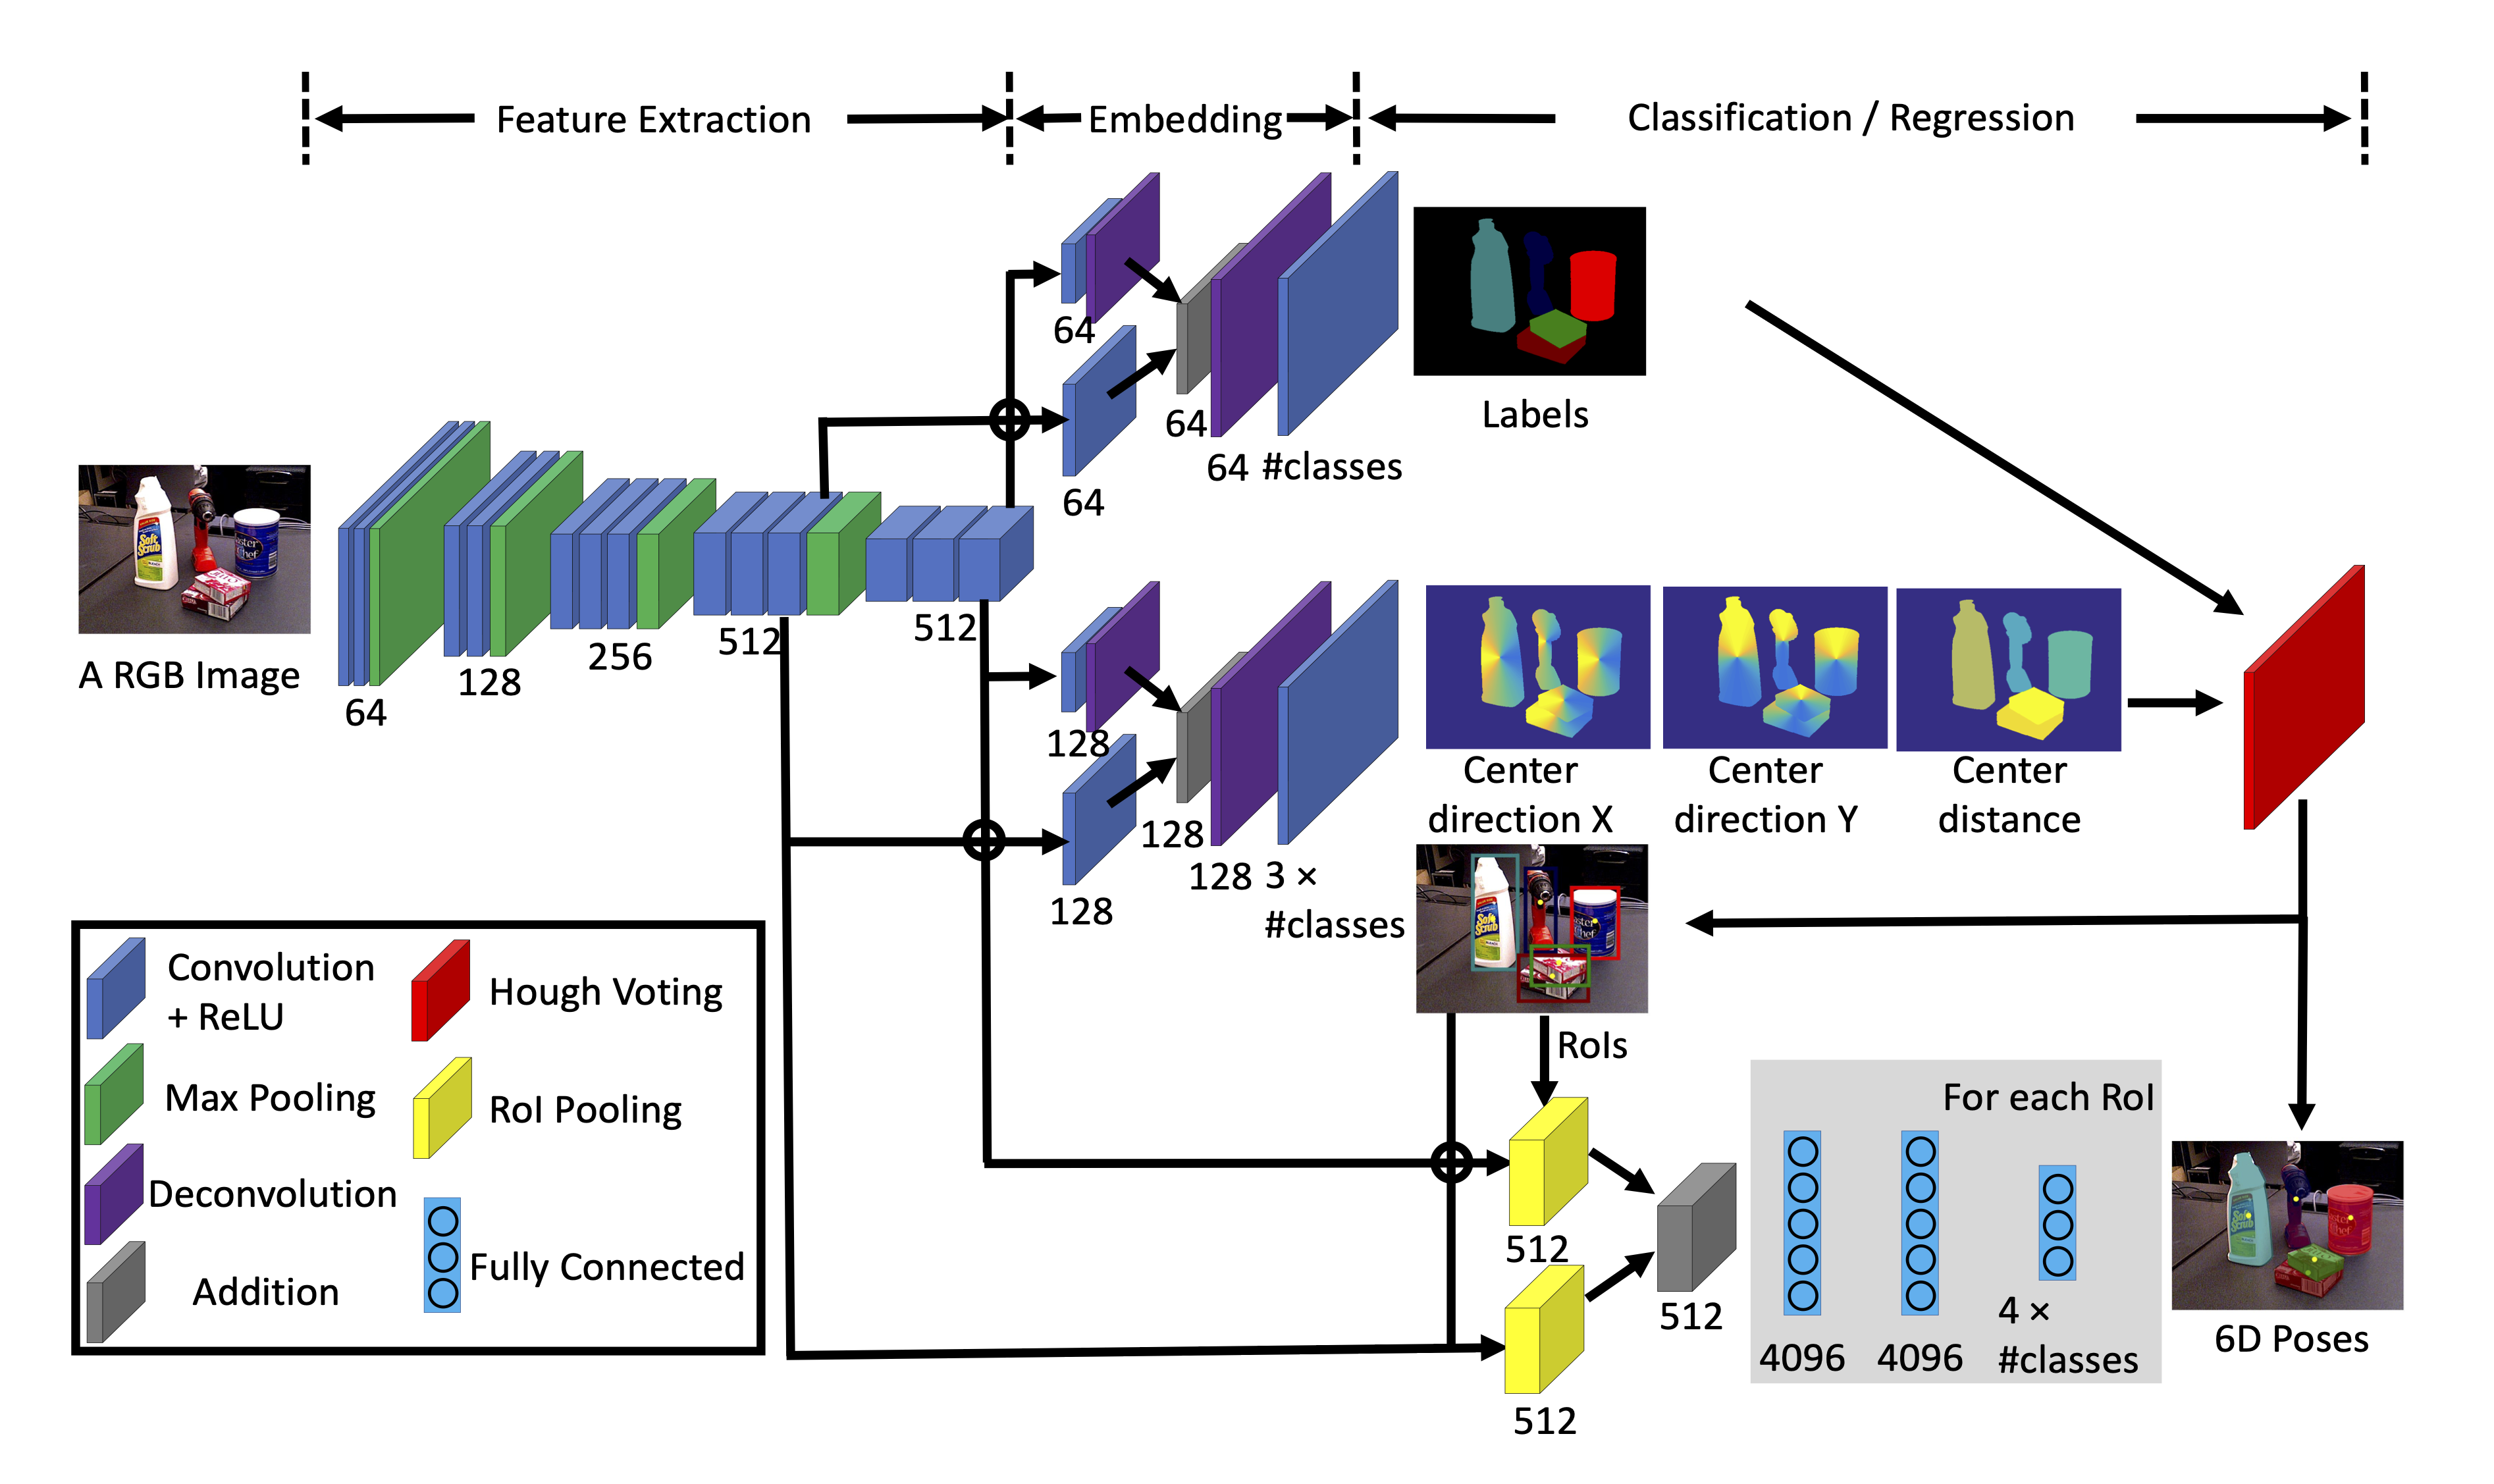 Feature Extraction
Embedding
Classification / Regression
64
64
64
64 #classes
Labels
A RGB Image
64
128
256
512
512
128
128
128
128 3 ×
#classes
Center
direction X
Center
direction Y
Center
distance
RoIs
512
512
512
For each RoI
4096
4096
4 ×
#classes
6D Poses
Convolution
+ ReLU
Max Pooling
Deconvolution
Addition
Hough Voting
RoI Pooling
Fully Connected
Soft
Scrub